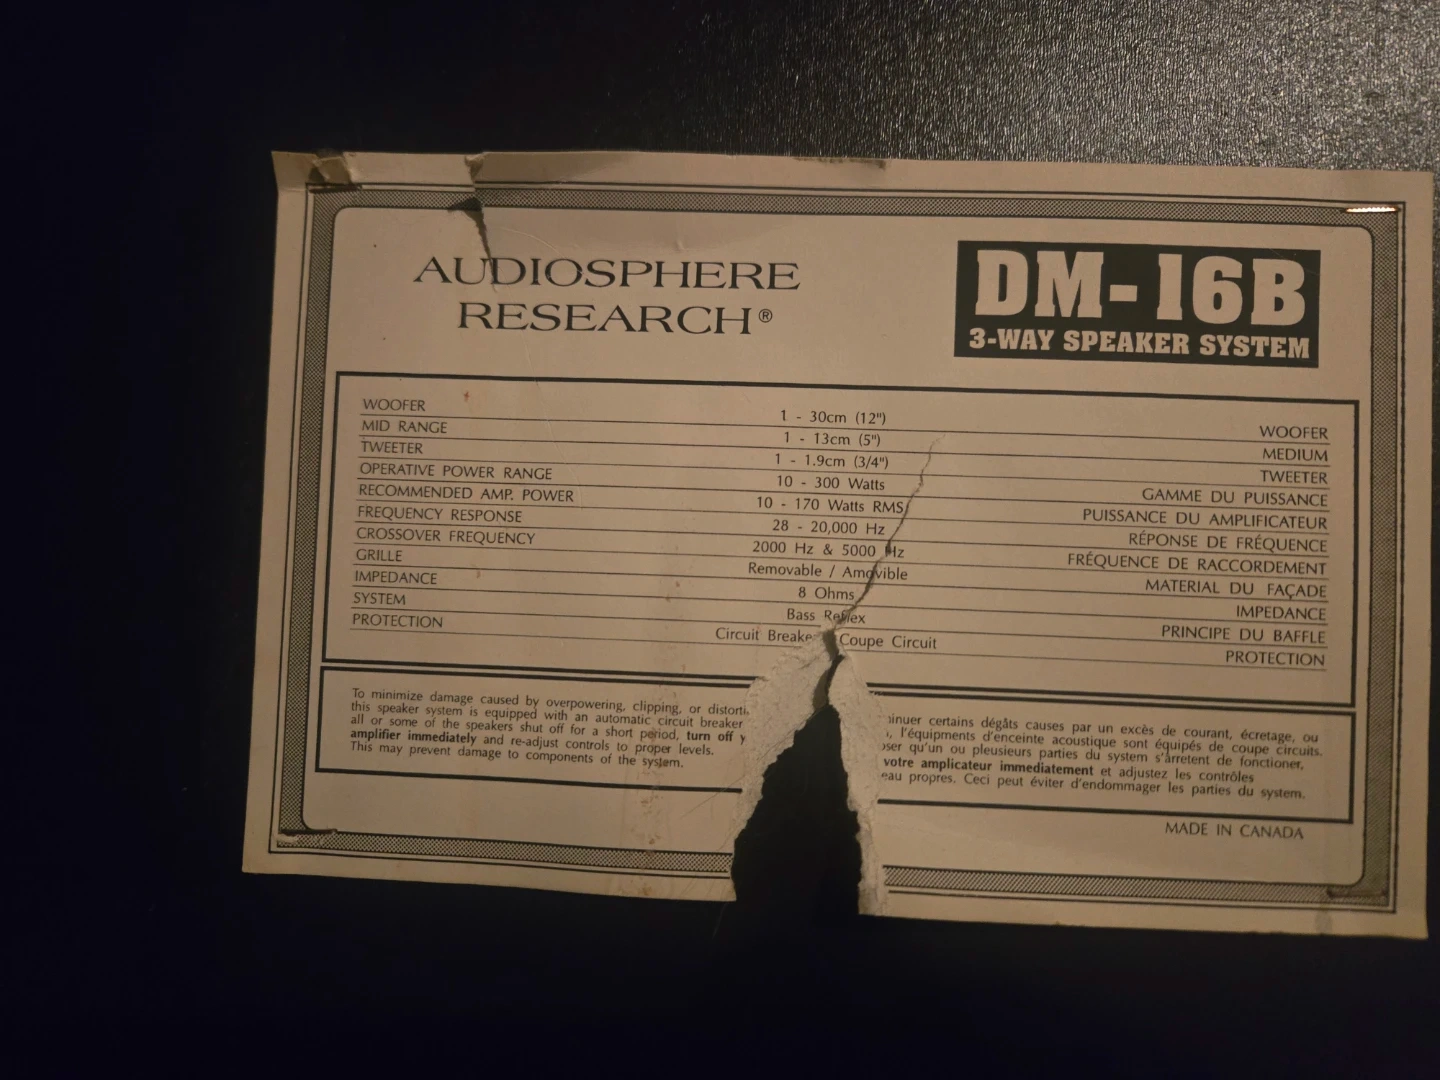 AUDIOSPHERE
RESEARCH®
DM-16B
3-WAY SPEAKER SYSTEM
WOOFER 1 - 30cm (12") WOOFER
MID RANGE 1 - 13cm (5") MEDIUM
TWEETER 1 - 1.9cm (3/4") TWEETER
OPERATIVE POWER RANGE 10 - 300 Watts GAMME DU PUISSANCE
RECOMMENDED AMP. POWER 10 - 170 Watts RMS PUISSANCE DU AMPLIFICATEUR
FREQUENCY RESPONSE 28 - 20,000 Hz RÉPONSE DE FRÉQUENCE
CROSSOVER FREQUENCY 2000 Hz & 5000 Hz FRÉQUENCE DE RACCORDEMENT
GRILLE Removable / Amovible MATERIAL DU FAÇADE
IMPEDANCE 8 Ohms IMPEDANCE
SYSTEM Bass Reflex PRINCIPE DU BAFFLE
PROTECTION Circuit Breake Coupe Circuit PROTECTION
To minimize damage caused by overpowering, clipping, or distorti
this speaker system is equipped with an automatic circuit breaker
all or some of the speakers shut off for a short period, turn off y
amplifier immediately and re-adjust controls to proper levels.
This may prevent damage to components of the system.
inuer certains dégâts causes par un excès de courant, écretage, ou
, l'équipments d'enceinte acoustique sont équipés de coupe circuits.
ser qu'un ou pleusieurs parties du system s'arretent de fonctioner,
votre amplicateur immediatement et adjustez les contrôles
eau propres. Ceci peut éviter d'endommager les parties du system.
MADE IN CANADA